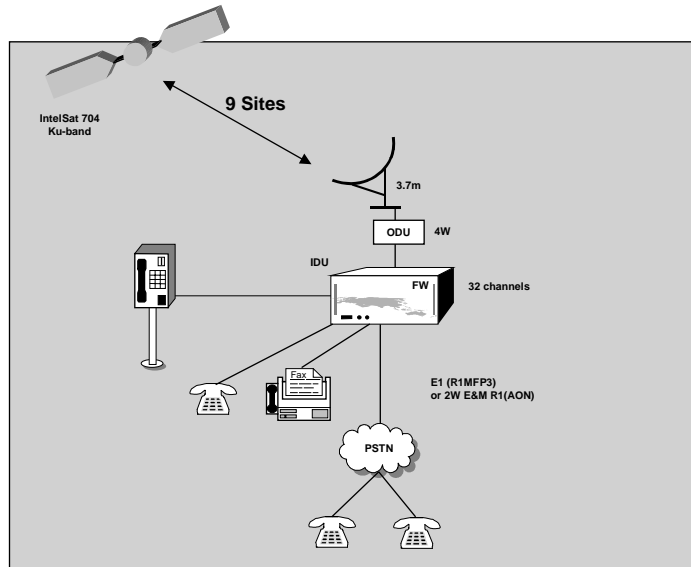 9 Sites
IntelSat 704
Ku-band
3.7m
ODU
4W
IDU
FW
32 channels
Fax
E1 (R1MFP3)
or 2W E&M R1(AON)
PSTN